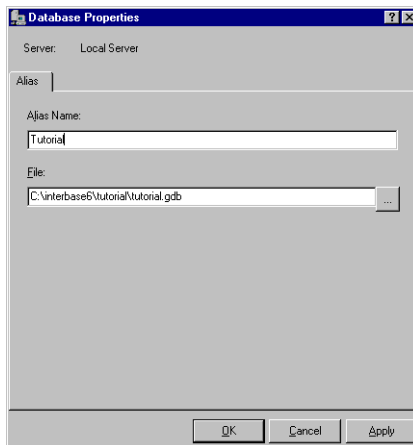 Database Properties
Server: Local Server
Alias
Alias Name:
Tutorial
File:
C:\interbase6\tutorial\tutorial.gdb
...
OK Cancel Apply